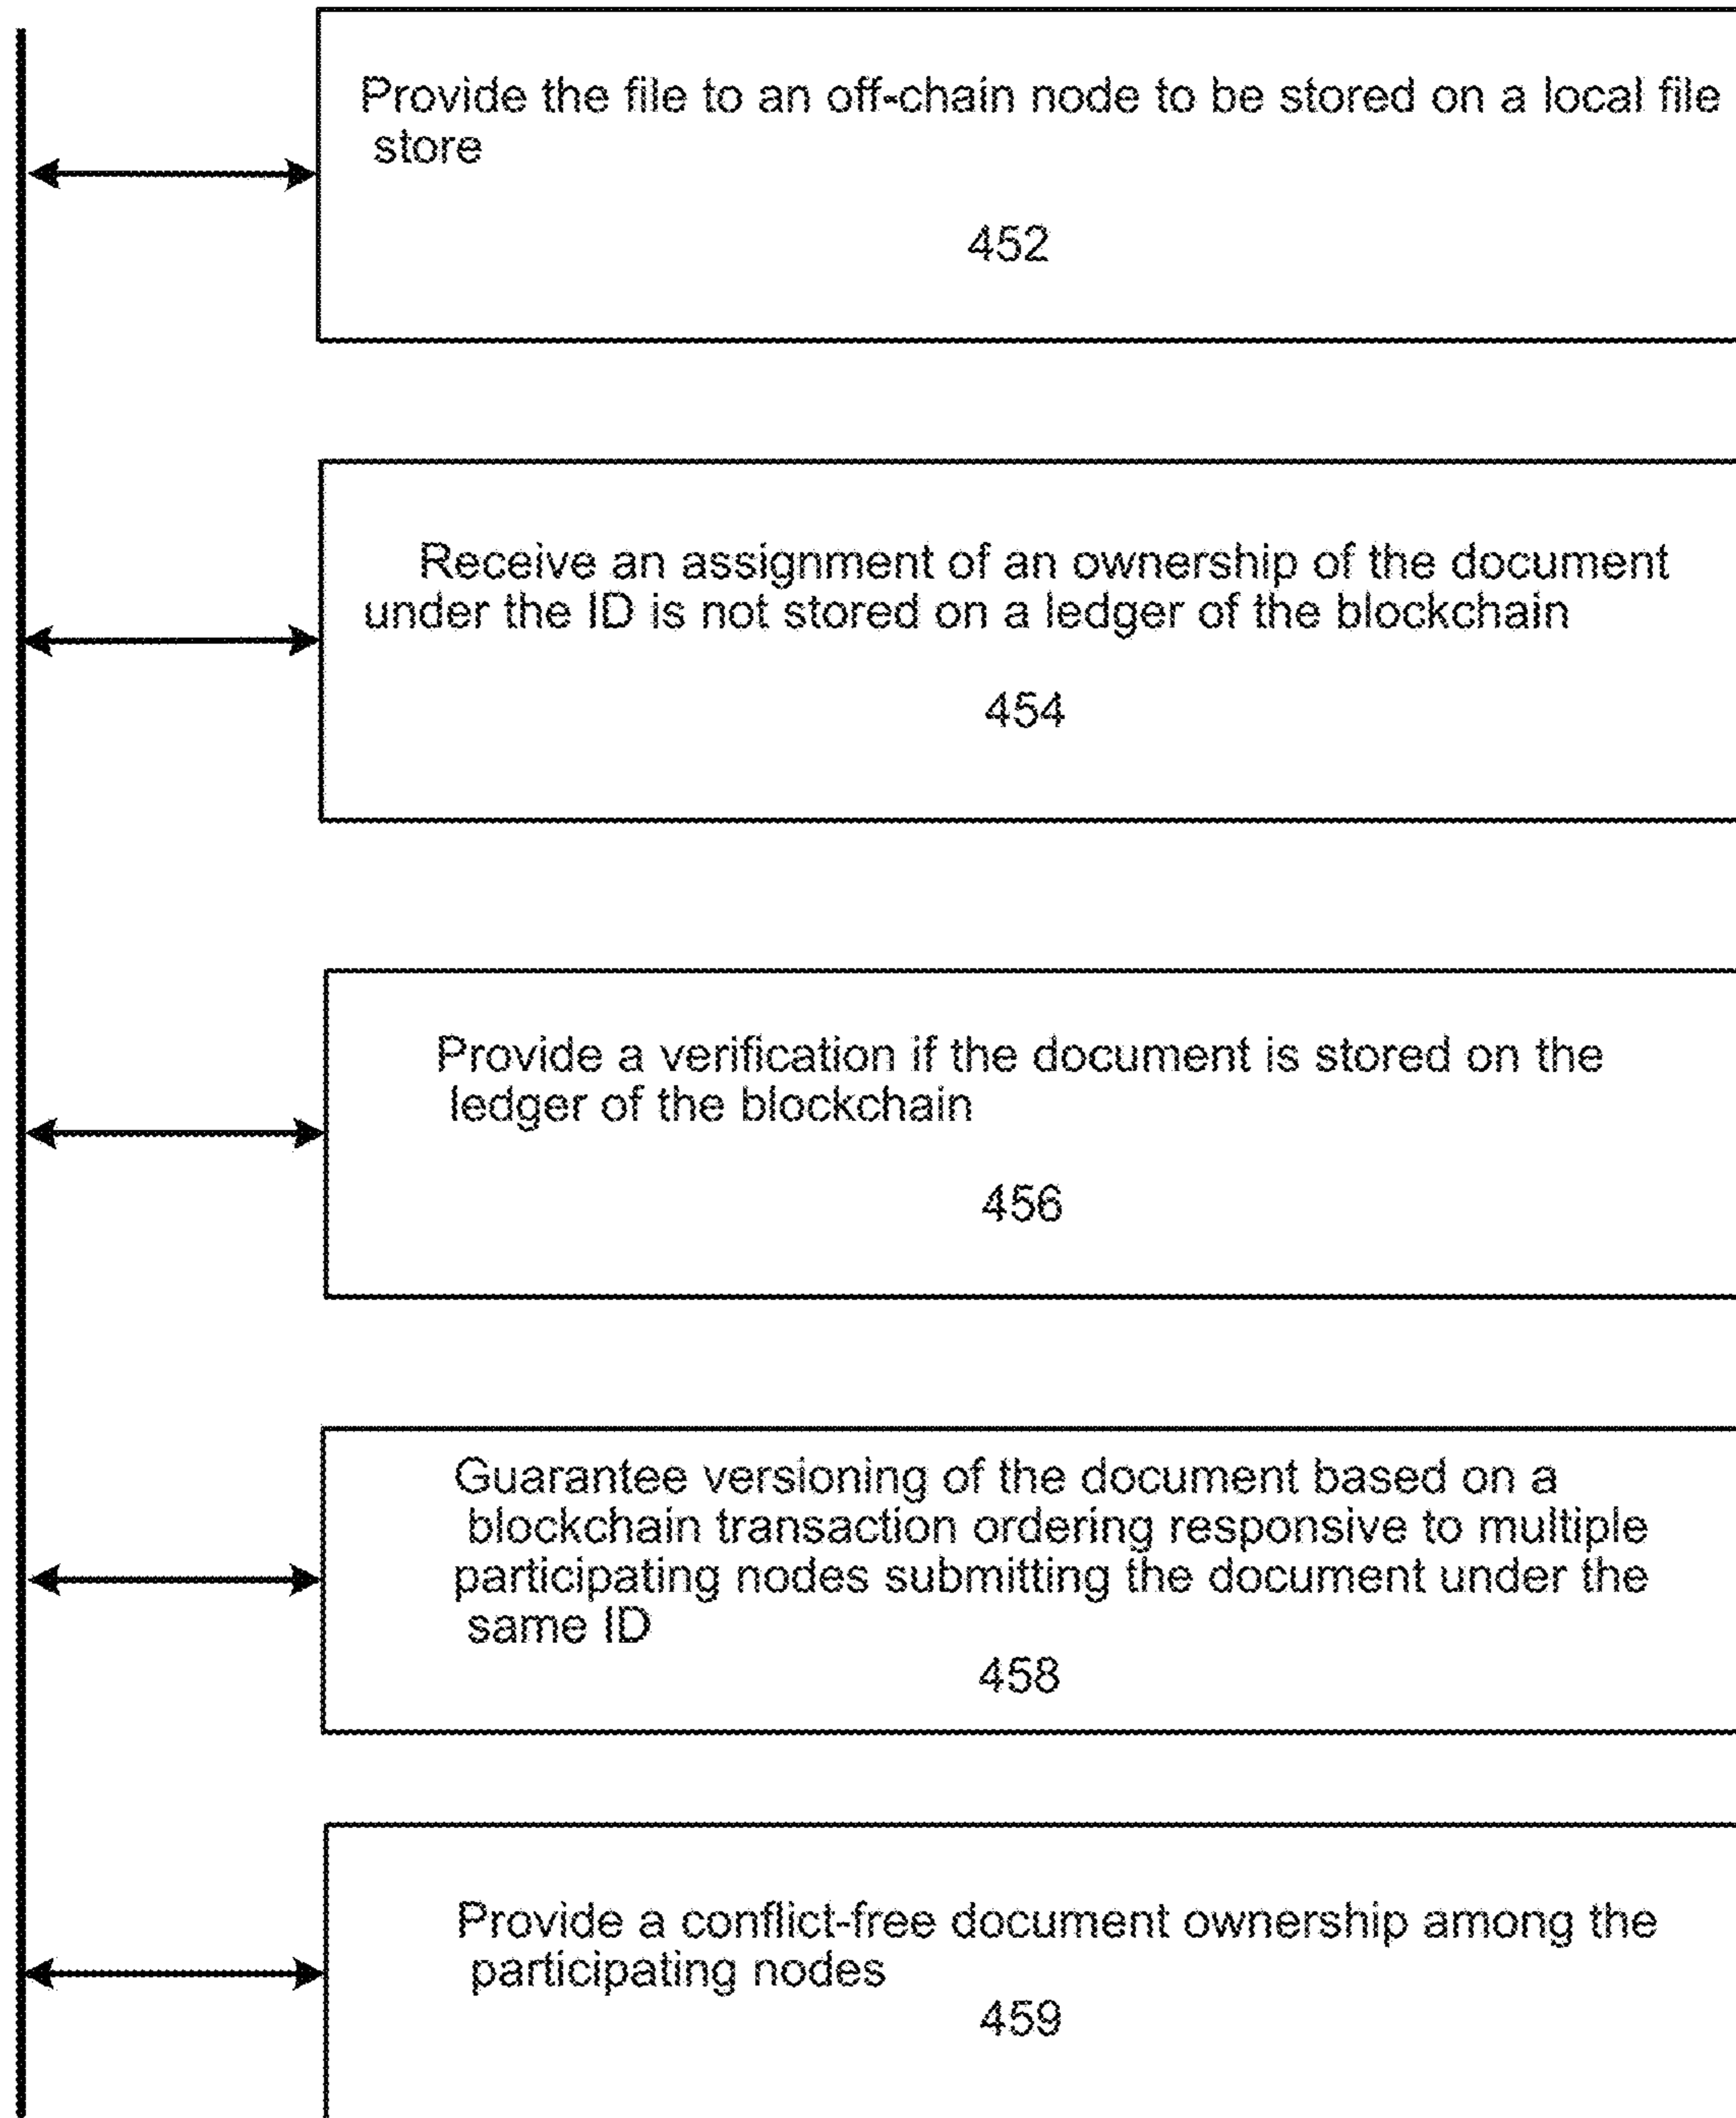 Provide the file to an off-chain node to be stored on a local file
store
452
Receive an assignment of an ownership of the document
under the ID is not stored on a ledger of the blockchain
454
Provide a verification if the document is stored on the
ledger of the blockchain
456
Guarantee versioning of the document based on a
blockchain transaction ordering responsive to multiple
participating nodes submitting the document under the
same ID
458
Provide a conflict-free document ownership among the
participating nodes
459